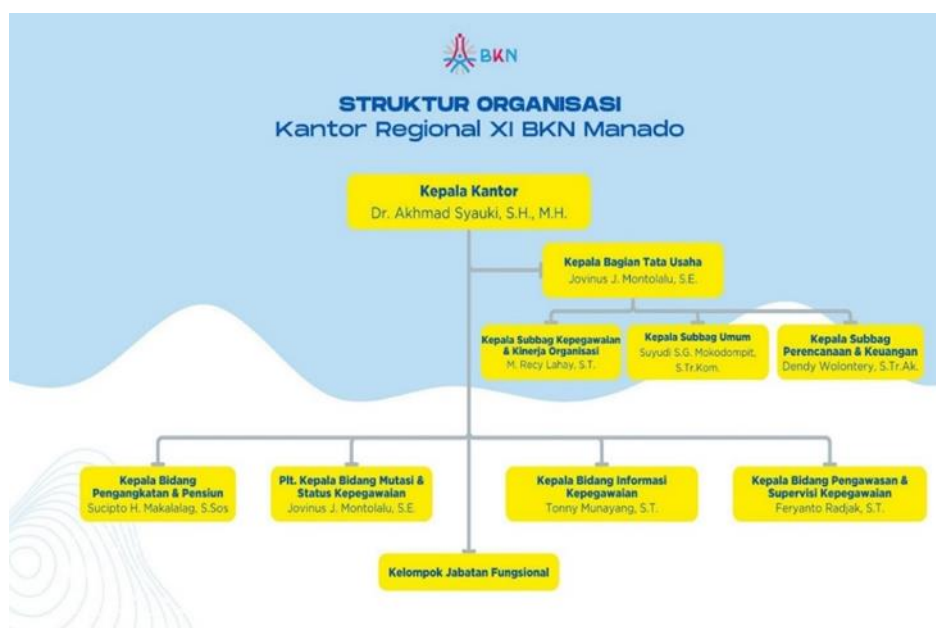 BKN
STRUKTUR ORGANISASI
Kantor Regional XI BKN Manado
Kepala Kantor
Dr. Akhmad Syauki, S.H., M.H.
Kepala Bagian Tata Usaha
Jovinus J. Montolalu, S.E.
Kepala Subbag Kepegawaian
& Kinerja Organisasi
M. Recy Lahay, S.T.
Kepala Subbag Umum
Suyudi S.G. Mokodompit,
S.Tr.Kom.
Kepala Subbag
Perencanaan & Keuangan
Dendy Wolontery, S.Tr.Ak.
Kepala Bidang
Pengangkatan & Pensiun
Sucipto H. Makalalag, S.Sos
Plt. Kepala Bidang Mutasi &
Status Kepegawaian
Jovinus J. Montolalu, S.E.
Kepala Bidang Informasi
Kepegawaian
Tonny Munayang, S.T.
Kepala Bidang Pengawasan &
Supervisi Kepegawaian
Feryanto Radjak, S.T.
Kelompok Jabatan Fungsional